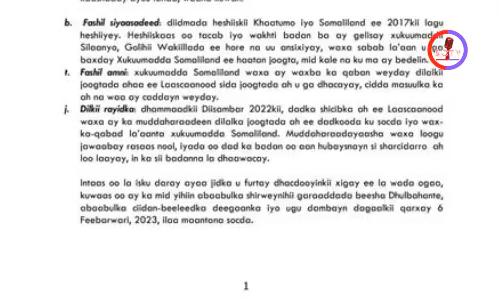 b. Fashil siyaasadeed: diidmada heshiiskii Khaatumo iyo Somaliland ee 2017kii lagu
heshiiyey. Heshiiskaas oo tacab iyo wakhti badan ba ay gelisay xukuumadii
Silaanyo, Golihii Wakiillada ee hore na uu ansixiyay, waxa sabab la'aan u
baxday Xukuumadda Somaliland ee haatan joogta, mid kale na ku ma ay bedelin.
t. Fashil amni: xukuumadda Somaliland waxa ay waxba ka qaban weyday dilalkii
joogtada ahaa ee Laascaanood sida joogtada ah u ga dhacayay, cidda masuulka ka
ah na waa ay caddayn weyday.
j. Dilkii rayidka: dhammaadkii Diisambar 2022kii, dadka shicibka ah ee Laascaanood
waxa ay ka muddaharaadeen dilalka joogtada ah ee dadkooda ku socda iyo wax-
ka-qabad la'aanta xukuumadda Somaliland. Muddaharaadayaasha waxa loogu
jawaabay rasaas nool, iyada oo dad ka badan oo aan hubaysnayn si sharcidarro ah
loo laayay, in ka sii badanna la dhaawacay.
Intaas oo la isku daray ayaa jidka u furtay dhacdooyinkii xigay ee la wada ogaa,
kuwaas oo ay ka mid yihiin abaabulka shirweynihii garaaddada beesha Dhulbahante,
abaabulka ciidan-beeleedka deegaanka iyo ugu dambayn dagaalkii qarxay 6
Feebarwari, 2023, ilaa maantana socda.
1